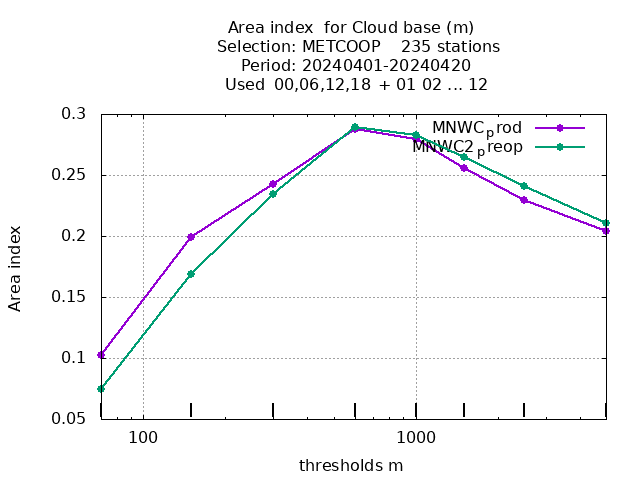 Area index  for Cloud base (m)
Selection: METCOOP    235 stations
Period: 20240401-20240420
Used  00,06,12,18 + 01 02 ... 12
0.3
0.25
0.2
0.15
0.1
0.05
Area index
MNWC_prod
MNWC2_preop
100
1000
thresholds m